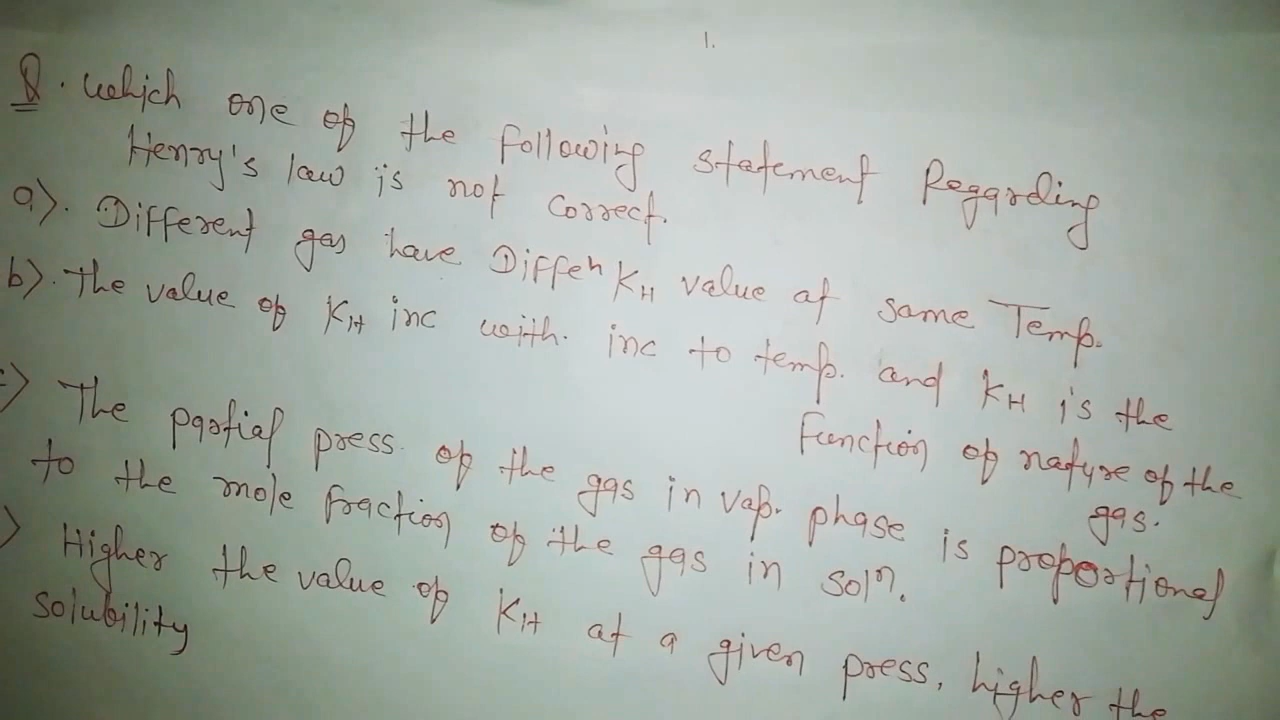 1.
Q. which one of the following statement Regarding
Henry's law is not correct.
a). Different gas have Differn KH value at same Temp.
b). The value of KH inc with. inc to temp. and KH is the
function of nature of the
gas.
c) The partial press. of the gas in vap. phase is proportional
to the mole fraction of the gas in soln.
) Higher the value of KH at a given press, higher the
solubility